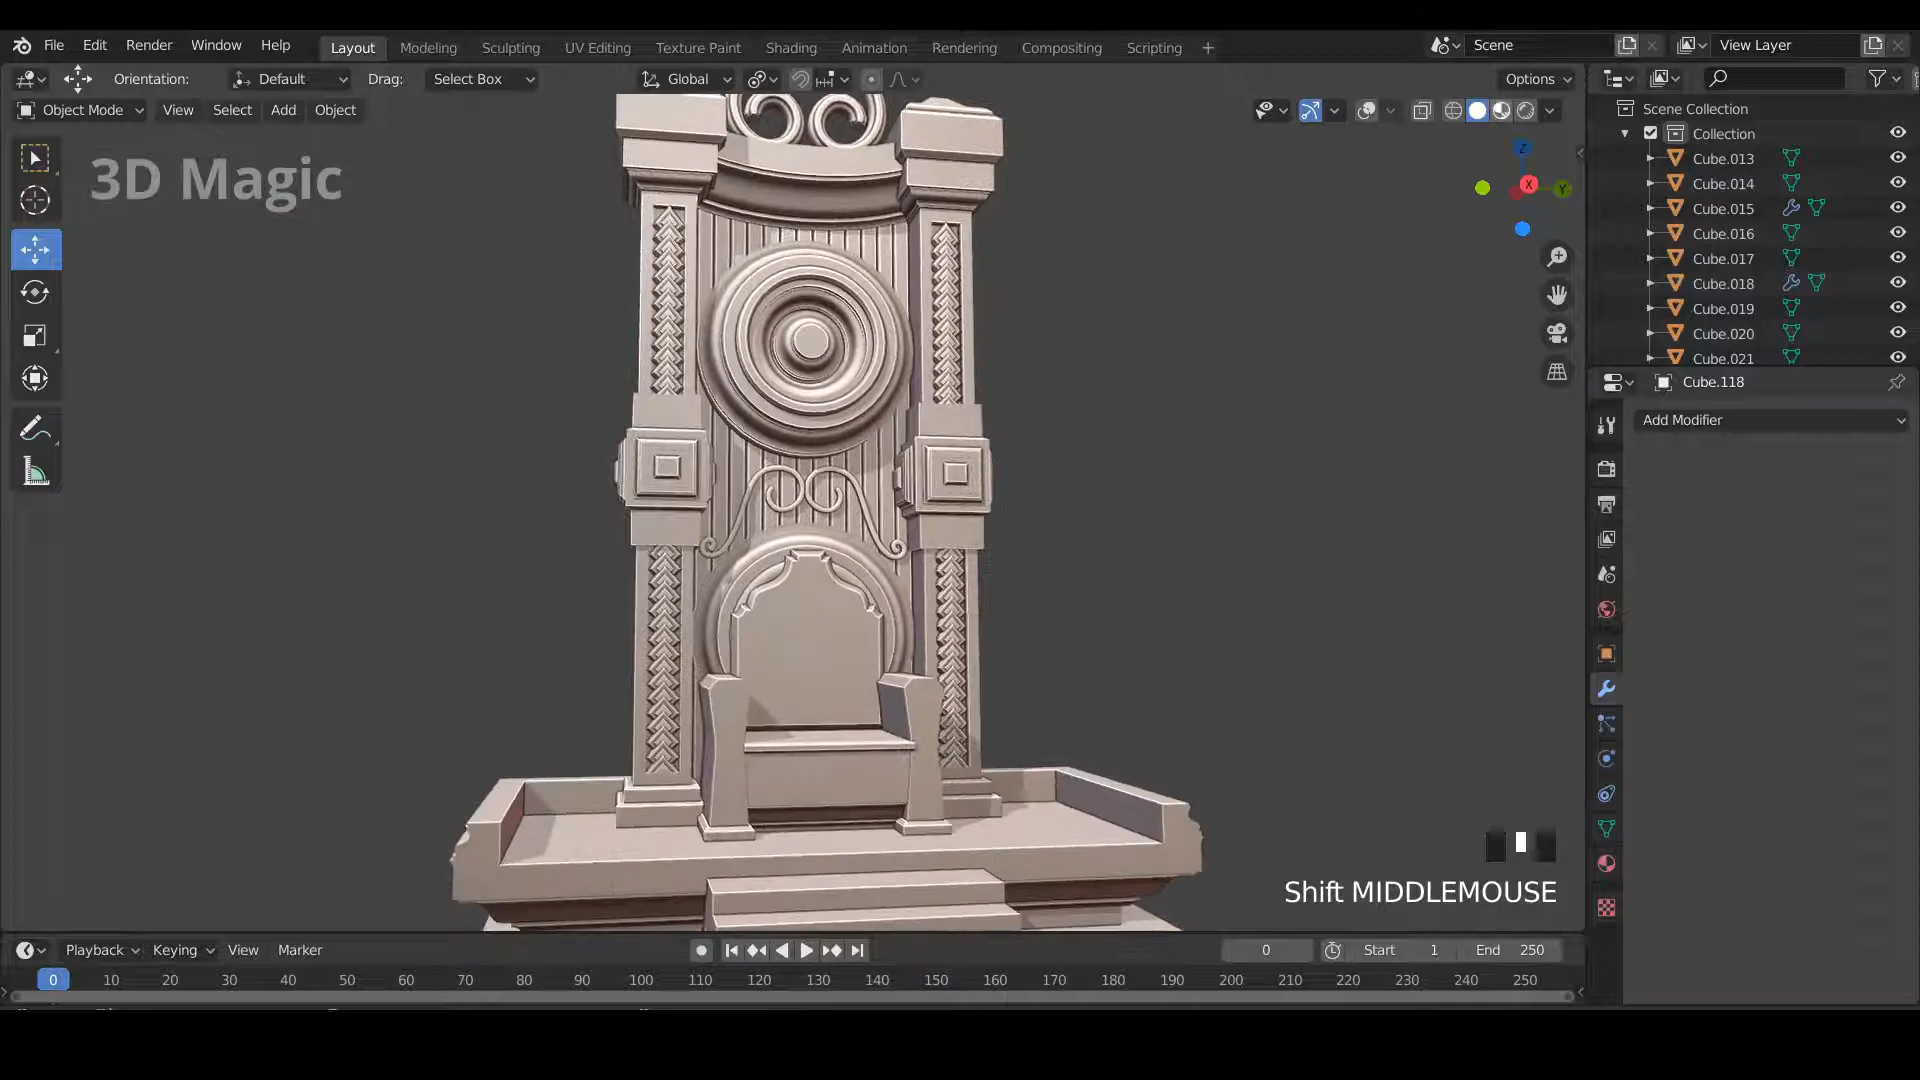 File Edit Render Window Help Layout Modeling Sculpting UV Editing Texture Paint Shading Animation Rendering Compositing Scripting + Scene View Layer
Orientation: Default Drag: Select Box Global Options
Object Mode View Select Add Object
3D Magic
Z
X
Y
Scene Collection
Collection
Cube.013
Cube.014
Cube.015
Cube.016
Cube.017
Cube.018
Cube.019
Cube.020
Cube.021
Cube.118
Add Modifier
Shift MIDDLEMOUSE
Playback Keying View Marker 0 Start 1 End 250
0 10 20 30 40 50 60 70 80 90 100 110 120 130 140 150 160 170 180 190 200 210 220 230 240 250